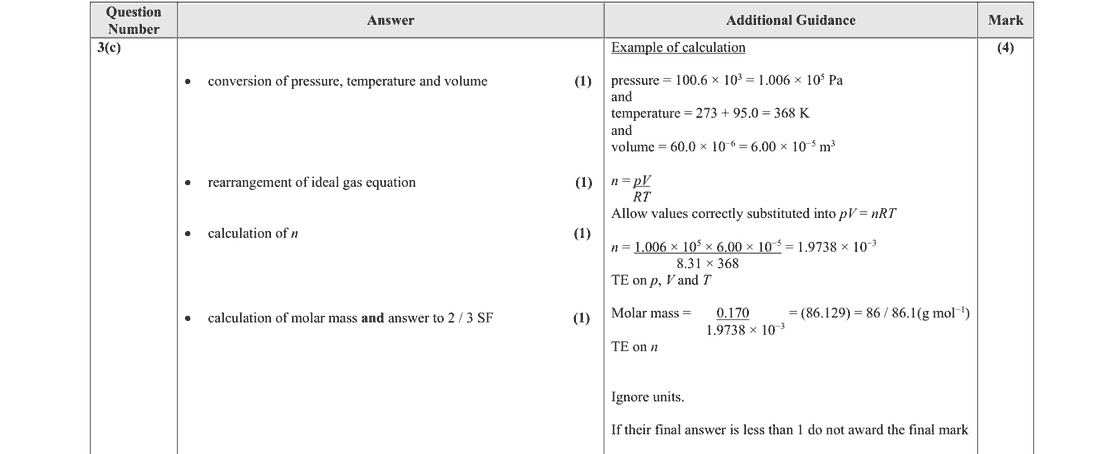 Question Number Answer Additional Guidance Mark
3(c) Example of calculation (4)
• conversion of pressure, temperature and volume (1) pressure = 100.6 × 10³ = 1.006 × 10⁵ Pa
and
temperature = 273 + 95.0 = 368 K
and
volume = 60.0 × 10⁻⁶ = 6.00 × 10⁻⁵ m³
• rearrangement of ideal gas equation (1) n = pV
RT
Allow values correctly substituted into pV = nRT
• calculation of n (1)
n = 1.006 × 10⁵ × 6.00 × 10⁻⁵ = 1.9738 × 10⁻³
8.31 × 368
TE on p, V and T
• calculation of molar mass and answer to 2 / 3 SF (1) Molar mass = 0.170 = (86.129) = 86 / 86.1(g mol⁻¹)
1.9738 × 10⁻³
TE on n
Ignore units.
If their final answer is less than 1 do not award the final mark